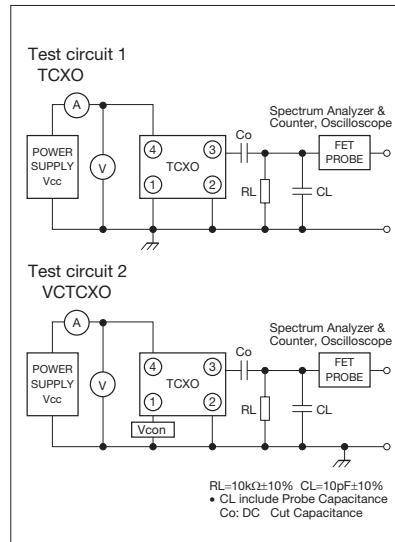 Test circuit 1
TCXO
A
Spectrum Analyzer &
Counter, Oscilloscope
Co
POWER
SUPPLY
Vcc
V
4
3
TCXO
1
2
RL
CL
FET
PROBE
Test circuit 2
VCTCXO
A
Spectrum Analyzer &
Counter, Oscilloscope
Co
POWER
SUPPLY
Vcc
V
4
3
TCXO
1
2
Vcon
RL
CL
FET
PROBE
RL=10kΩ±10% CL=10pF±10%
• CL include Probe Capacitance
Co: DC Cut Capacitance